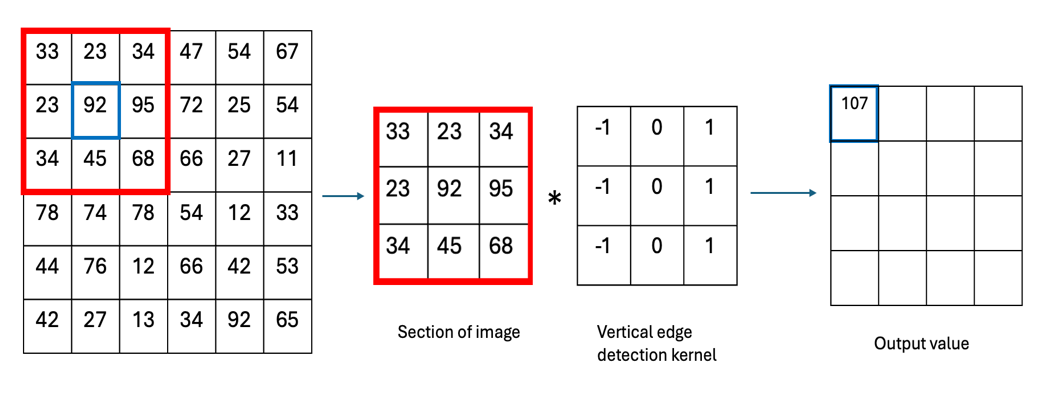 33 23 34 47 54 67
23 92 95 72 25 54
34 45 68 66 27 11
78 74 78 54 12 33
44 76 12 66 42 53
42 27 13 34 92 65
33 23 34
23 92 95
34 45 68
*
-1 0 1
-1 0 1
-1 0 1
107
Section of image
Vertical edge
detection kernel
Output value